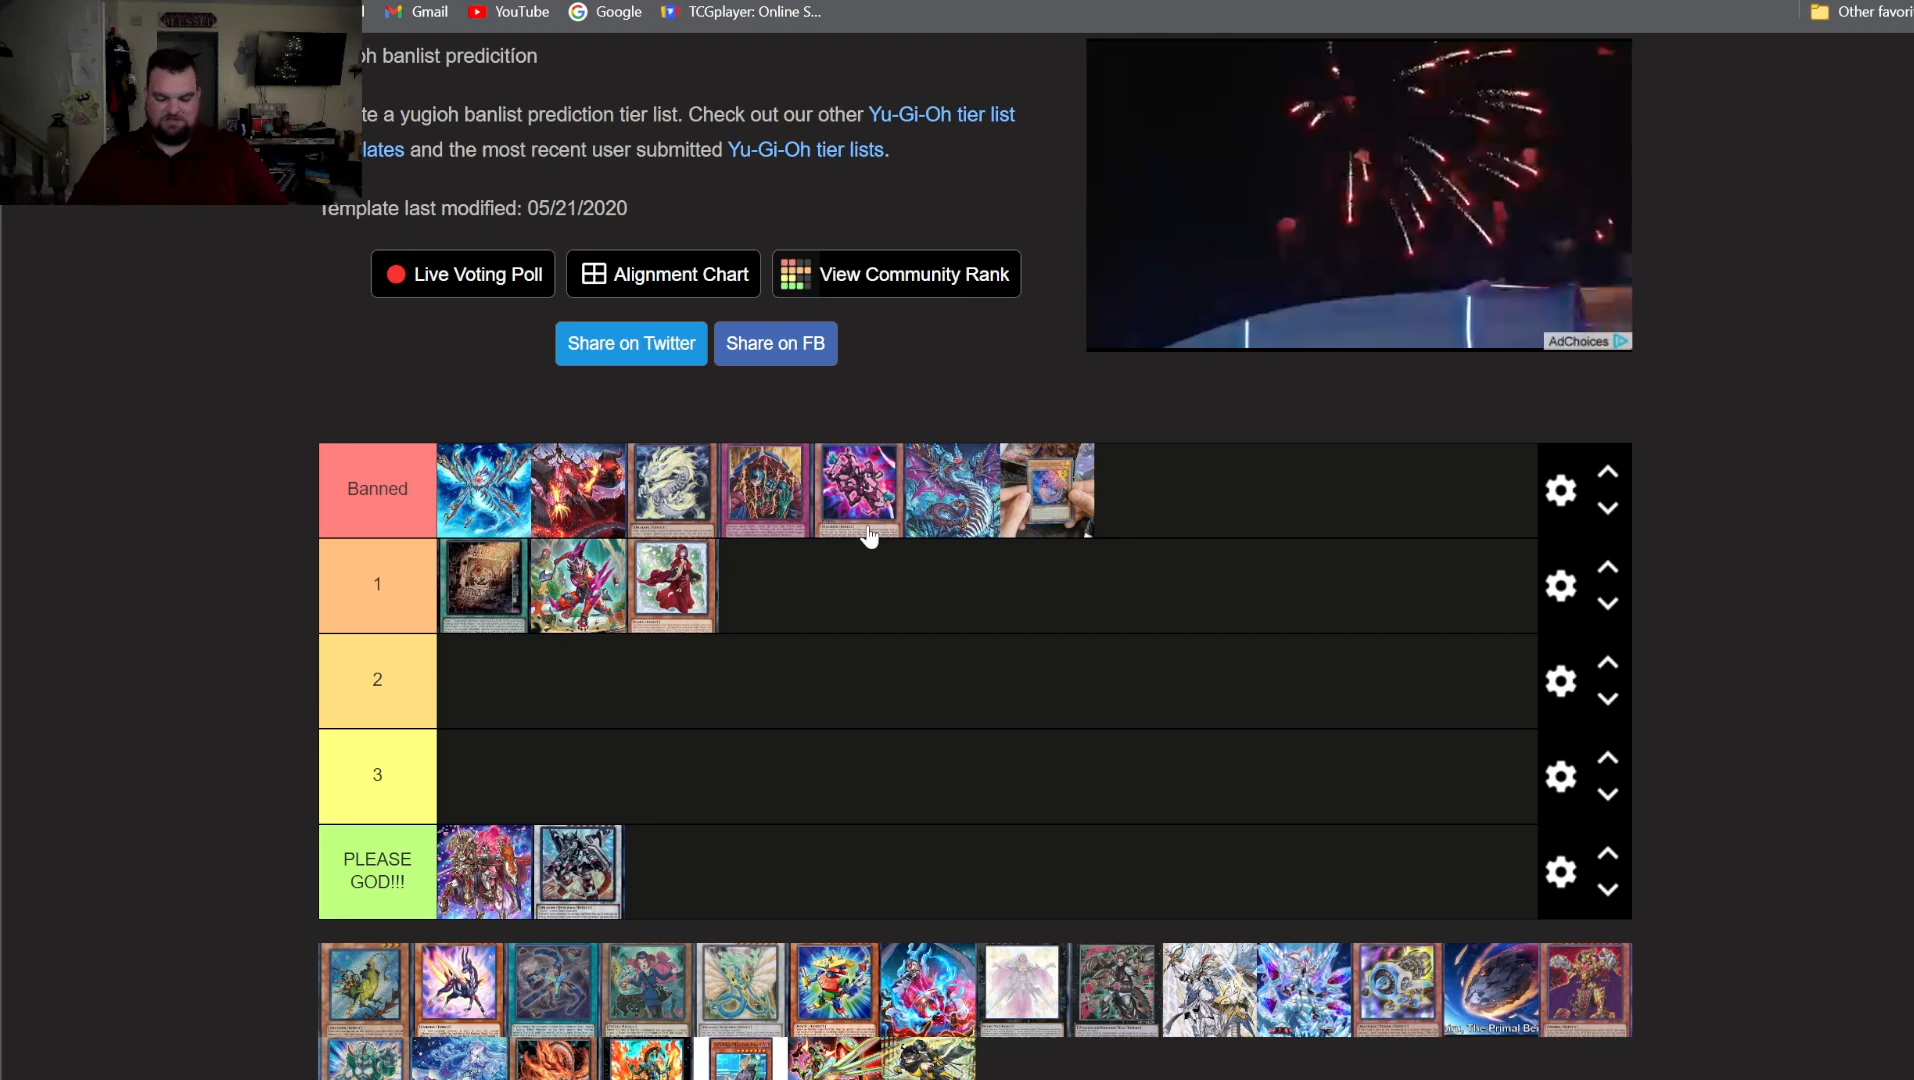 Gmail YouTube Google TCGplayer: Online S... Other favori
BLESSED
h banlist predicitíon
te a yugioh banlist prediction tier list. Check out our other Yu-Gi-Oh tier list
lates and the most recent user submitted Yu-Gi-Oh tier lists.
Template last modified: 05/21/2020
Live Voting Poll Alignment Chart View Community Rank
Share on Twitter Share on FB
AdChoices
Banned
1
2
3
PLEASE
GOD!!!
The Primal Bei